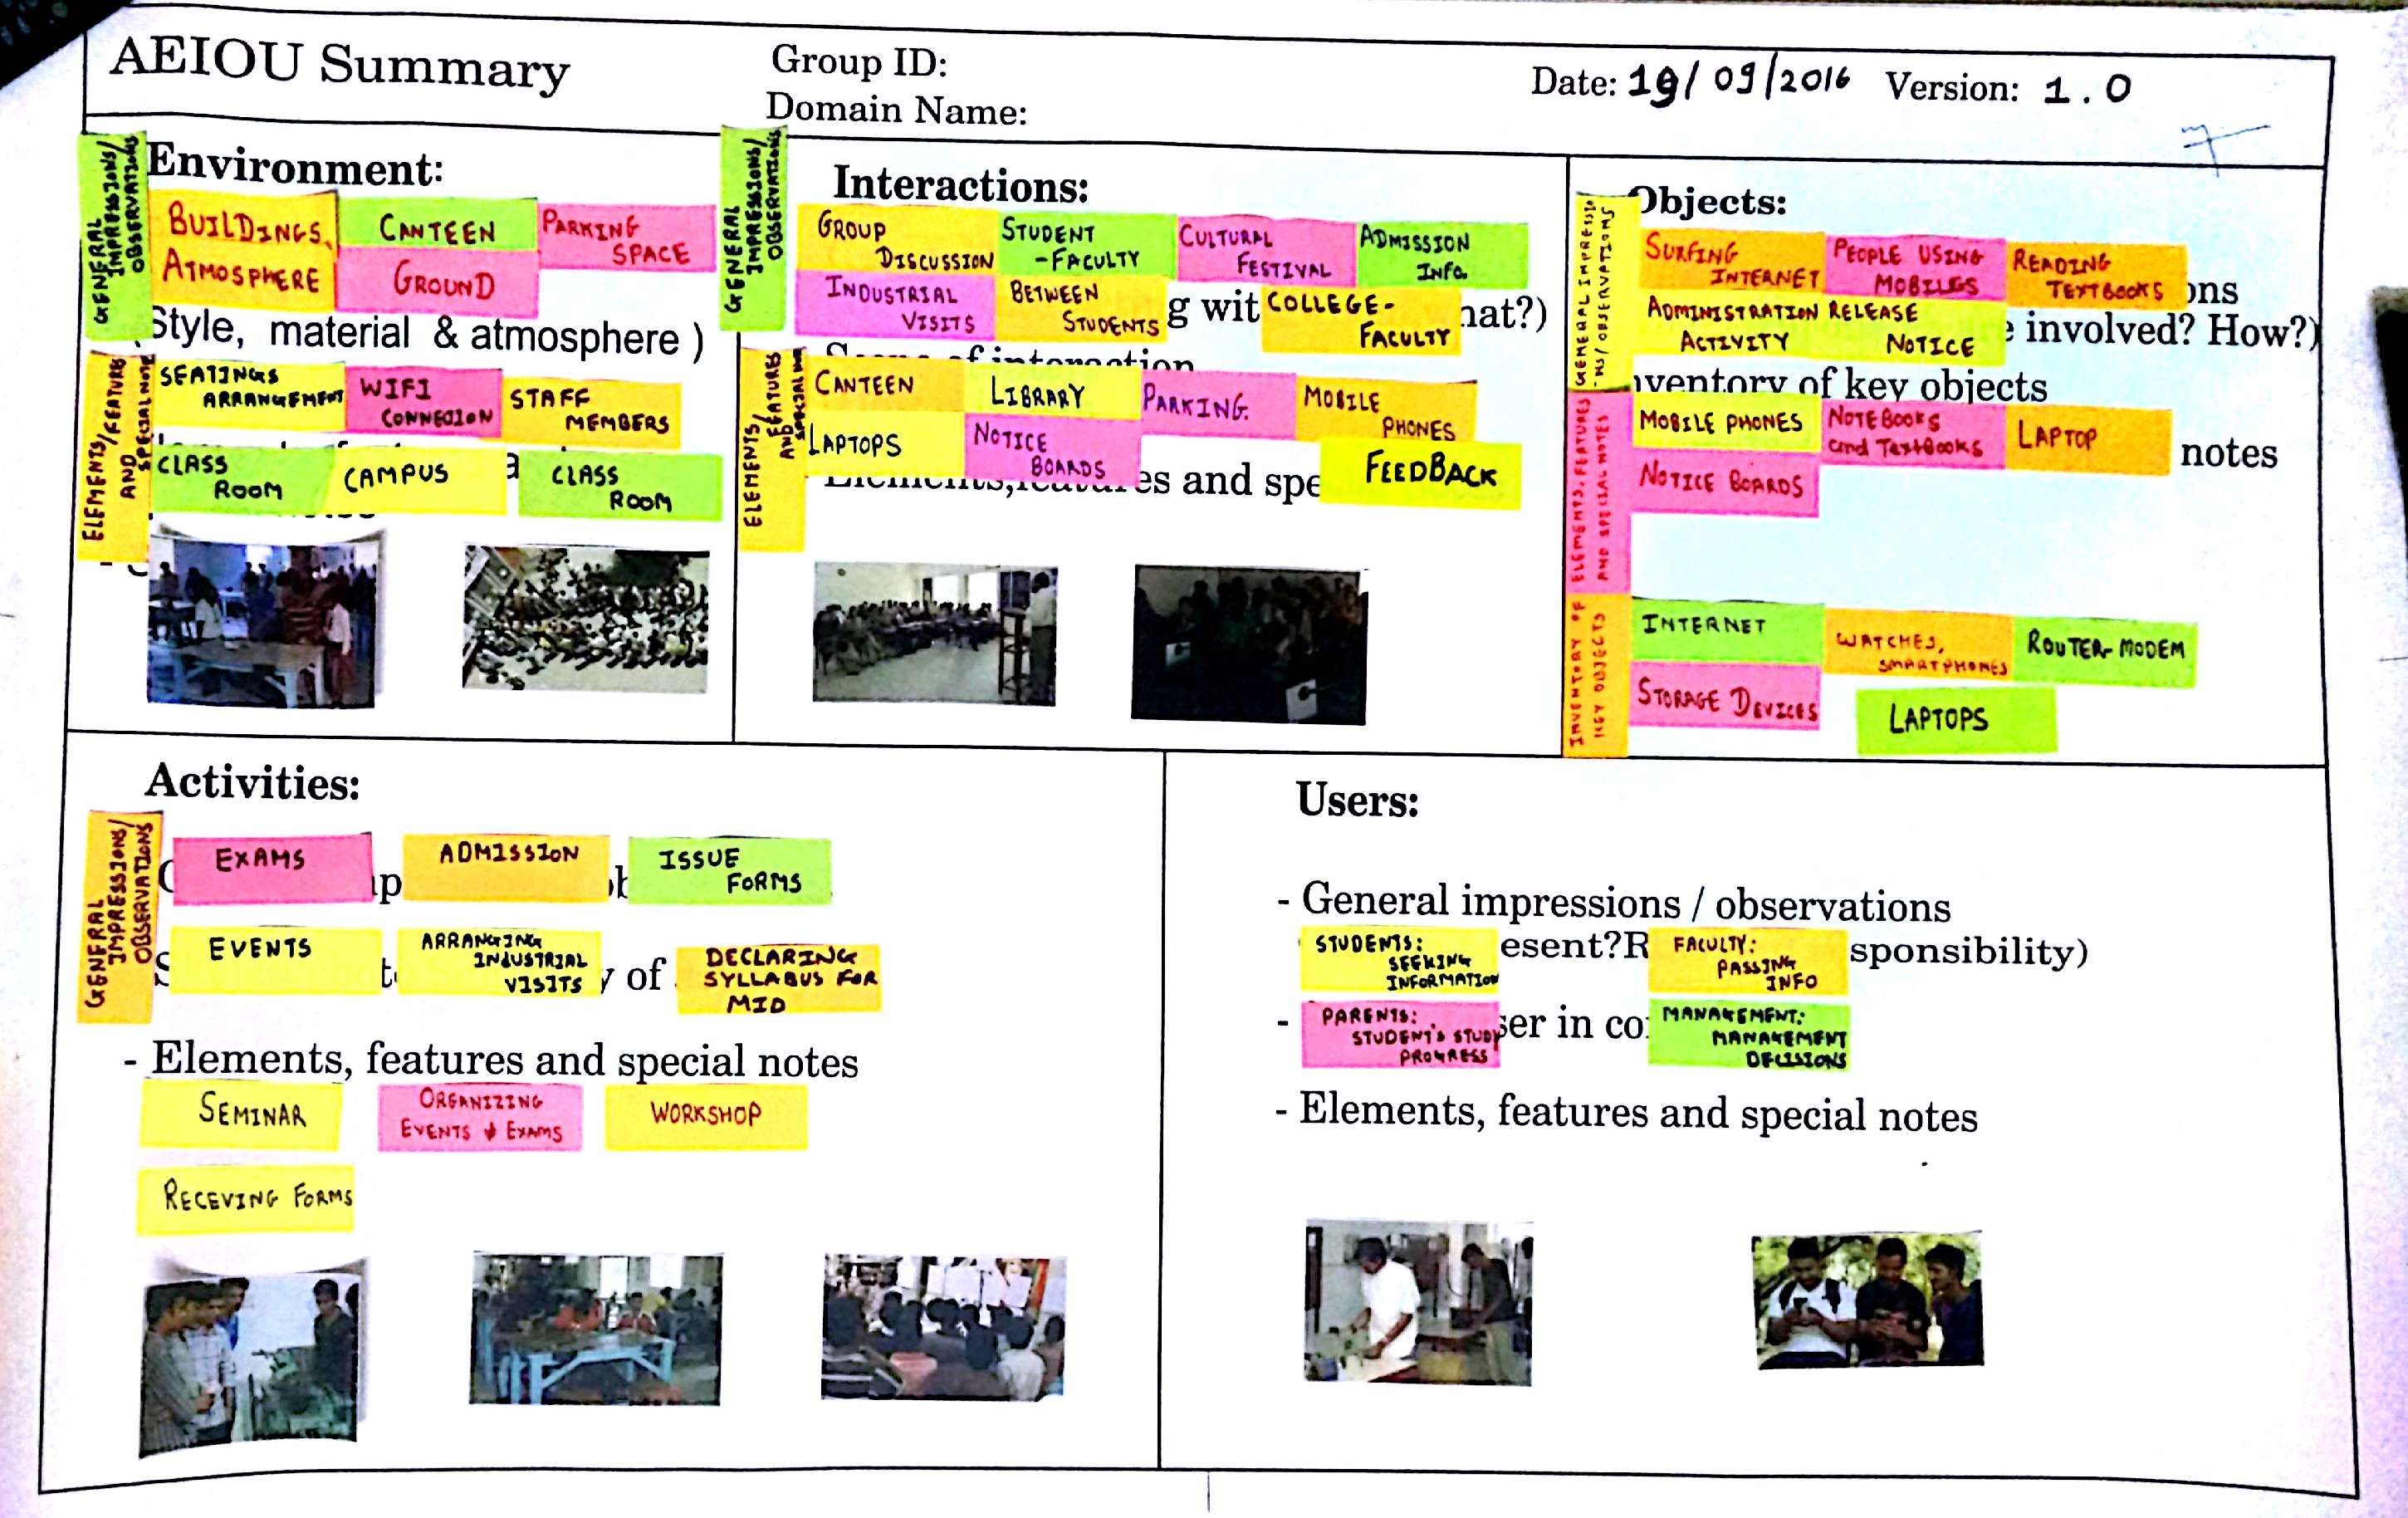 AEIOU Summary
Group ID:
Domain Name:
Date: 19/09/2016 Version: 1.0
Environment:
GENERAL
IMPRESSIONS/
OBSERVATIONS
BUILDINGS,
ATMOSPHERE
CANTEEN
GROUND
PARKING
SPACE
Style, material & atmosphere )
ELEMENTS/FEATURE
AND
SPECIAL NOTE
SEATINGS
ARRANGEMENT
WIFI
CONNECION
STAFF
MEMBERS
CLASS
ROOM
CAMPUS
CLASS
ROOM
Interactions:
GENERAL
IMPRESSIONS/
OBSERVATIONS
GROUP
DISCUSSION
STUDENT
-FACULTY
CULTURAL
FESTIVAL
ADMISSION
INFO.
INDUSTRIAL
VISITS
BETWEEN
STUDENTS
COLLEGE-
FACULTY
g wit hat?)
of interaction
ELEMENTS/
FEATURES
AND
SPECIAL
CANTEEN
LIBRARY
PARKING.
MOBILE
PHONES
LAPTOPS
NOTICE
BOARDS
FEEDBACK
es and spe
Objects:
GENERAL IMPRESSIO
NS/OBSERVATIONS
SURFING
INTERNET
PEOPLE USING
MOBILES
READING
TEXTBOOKS
ons
ADMINISTRATION
ACTIVITY
RELEASE
NOTICE
e involved? How?)
nventory of key objects
ELEMENTS, FEATURES
AND SPECIAL NOTES
MOBILE PHONES
NOTEBOOKS
and TextBooks
LAPTOP
notes
NOTICE BOARDS
INVENTORY OF
KEY OBJECTS
INTERNET
WATCHES,
SMARTPHONES
ROUTER-MODEM
STORAGE DEVICES
LAPTOPS
Activities:
GENERAL
IMPRESSIONS/
OBSERVATIONS
EXAMS
ADMISSION
ISSUE
FORMS
EVENTS
ARRANGING
INDUSTRIAL
VISITS
y of
DECLARING
SYLLABUS FOR
MID
- Elements, features and special notes
SEMINAR
ORGANIZING
EVENTS & EXAMS
WORKSHOP
RECEVING FORMS
Users:
- General impressions / observations
STUDENTS:
SEEKING
INFORMATION
esent?R
FACULTY:
PASSING
INFO
sponsibility)
PARENTS:
STUDENT'S STUDY
PROGRESS
ser in co
MANAGEMENT:
MANAGEMENT
DECISIONS
- Elements, features and special notes